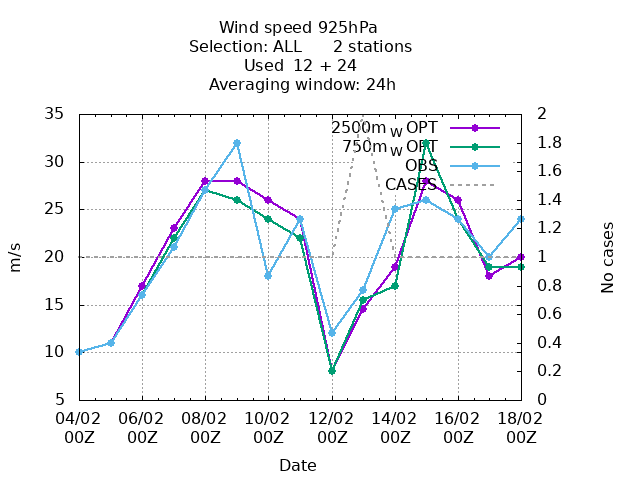 Wind speed 925hPa
Selection: ALL 2 stations
Used 12 + 24
Averaging window: 24h
2500m W OPT
750m W OPT
OBS
CASES
35
30
25
20
15
10
5
2
1.8
1.6
1.4
1.2
1
0.8
0.6
0.4
0.2
0
m/s
No cases
04/02 06/02 08/02 10/02 12/02 14/02 16/02 18/02
00Z 00Z 00Z 00Z 00Z 00Z 00Z 00Z
Date